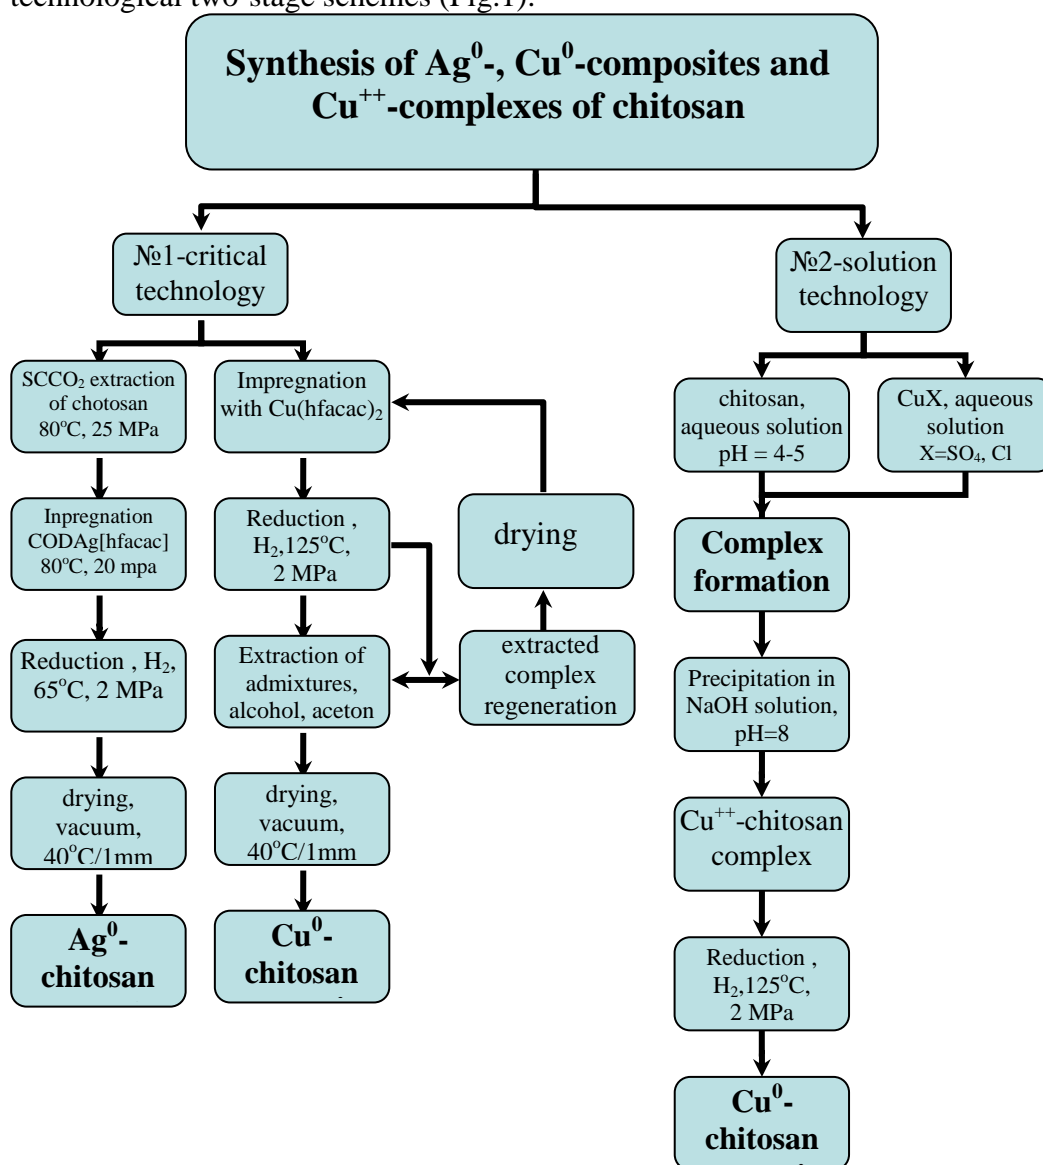 technological two-stage schemes (Fig.1).
Synthesis of Ag⁰-, Cu⁰-composites and
Cu⁺⁺-complexes of chitosan
№1-critical
technology
№2-solution
technology
SCCO₂ extraction
of chotosan
80ºC, 25 MPa
Inpregnation
CODAg[hfacac]
80ºC, 20 mpa
Reduction , H₂,
65ºC, 2 MPa
drying,
vacuum,
40ºC/1mm
Ag⁰-
chitosan
Impregnation
with Cu(hfacac)₂
Reduction ,
H₂,125ºC,
2 MPa
Extraction of
admixtures,
alcohol, aceton
drying,
vacuum,
40ºC/1mm
Cu⁰-
chitosan
drying
extracted
complex
regeneration
chitosan,
aqueous solution
pH = 4-5
CuX, aqueous
solution
X=SO₄, Cl
Complex
formation
Precipitation in
NaOH solution,
pH=8
Cu⁺⁺-chitosan
complex
Reduction ,
H₂,125ºC,
2 MPa
Cu⁰-
chitosan